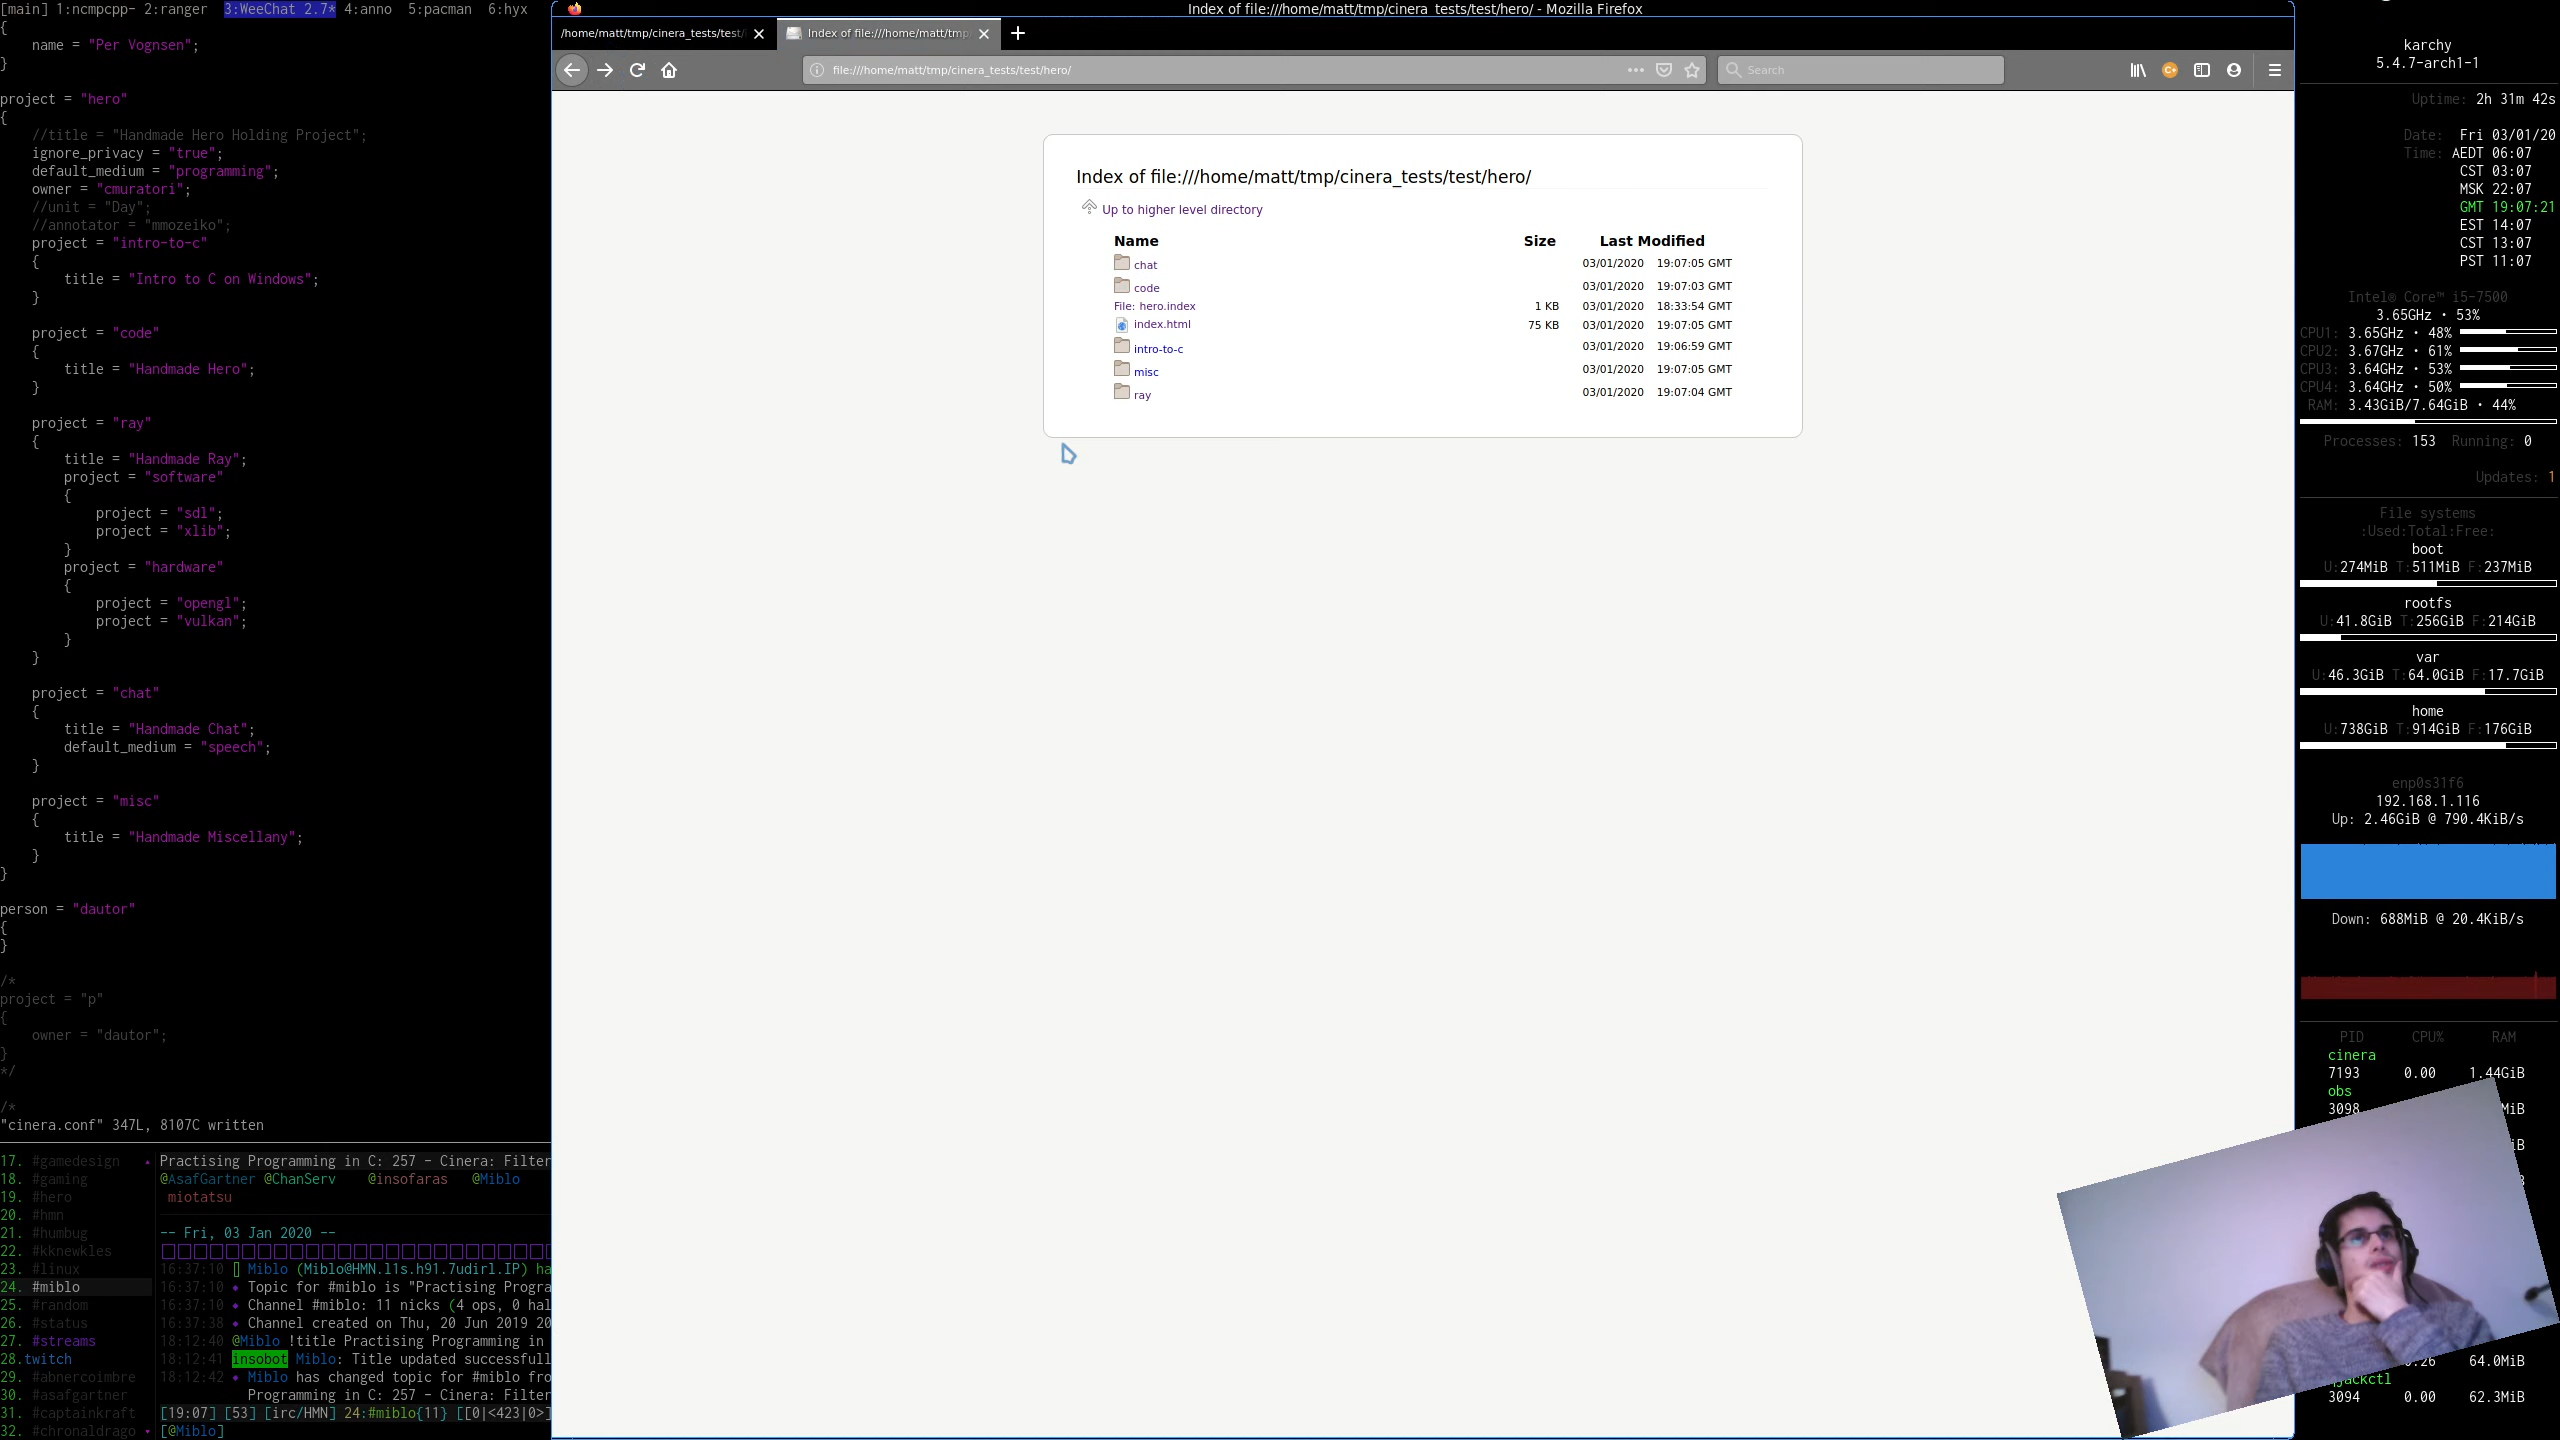 [main] 1:ncmpcpp- 2:ranger 3:WeeChat 2.7* 4:anno 5:pacman 6:hyx
{
name = "Per Vognsen";
}
project = "hero"
{
//title = "Handmade Hero Holding Project";
ignore_privacy = "true";
default_medium = "programming";
owner = "cmuratori";
//unit = "Day";
//annotator = "mmozeiko";
project = "intro-to-c"
{
title = "Intro to C on Windows";
}
project = "code"
{
title = "Handmade Hero";
}
project = "ray"
{
title = "Handmade Ray";
project = "software"
{
project = "sdl";
project = "xlib";
}
project = "hardware"
{
project = "opengl";
project = "vulkan";
}
}
project = "chat"
{
title = "Handmade Chat";
default_medium = "speech";
}
project = "misc"
{
title = "Handmade Miscellany";
}
}
person = "dautor"
{
}
/*
project = "p"
{
owner = "dautor";
}
*/
/*
"cinera.conf" 347L, 8107C written
17. #gamedesign
18. #gaming
19. #hero
20. #hmn
21. #humbug
22. #kknewkles
23. #linux
24. #miblo
25. #random
26. #status
27. #streams
28.twitch
29. #abnercoimbre
30. #asafgartner
31. #captainkraft
32. #chronaldrago
Practising Programming in C: 257 - Cinera: Filter
@AsafGartner @ChanServ @insofaras @Miblo
miotatsu
-- Fri, 03 Jan 2020 --
16:37:10 Miblo (Miblo@HMN.l1s.h91.7udirl.IP) ha
16:37:10 Topic for #miblo is "Practising Progra
16:37:10 Channel #miblo: 11 nicks (4 ops, 0 hal
16:37:38 Channel created on Thu, 20 Jun 2019 20
18:12:40 @Miblo !title Practising Programming in
18:12:41 insobot Miblo: Title updated successfull
18:12:42 Miblo has changed topic for #miblo fro
Programming in C: 257 - Cinera: Filter
[19:07] [53] [irc/HMN] 24:#miblo{11} [[0|<423|0>]
[@Miblo]
Index of file:///home/matt/tmp/cinera_tests/test/hero/ - Mozilla Firefox
/home/matt/tmp/cinera_tests/test/
Index of file:///home/matt/tmp
file:///home/matt/tmp/cinera_tests/test/hero/
Search
Index of file:///home/matt/tmp/cinera_tests/test/hero/
Up to higher level directory
Name Size Last Modified
chat 03/01/2020 19:07:05 GMT
code 03/01/2020 19:07:03 GMT
File: hero.index 1 KB 03/01/2020 18:33:54 GMT
index.html 75 KB 03/01/2020 19:07:05 GMT
intro-to-c 03/01/2020 19:06:59 GMT
misc 03/01/2020 19:07:05 GMT
ray 03/01/2020 19:07:04 GMT
karchy
5.4.7-arch1-1
Uptime: 2h 31m 42s
Date: Fri 03/01/20
Time: AEDT 06:07
CST 03:07
MSK 22:07
GMT 19:07:21
EST 14:07
CST 13:07
PST 11:07
Intel® Core™ i5-7500
3.65GHz • 53%
CPU1: 3.65GHz • 48%
CPU2: 3.67GHz • 61%
CPU3: 3.64GHz • 53%
CPU4: 3.64GHz • 50%
RAM: 3.43GiB/7.64GiB • 44%
Processes: 153 Running: 0
Updates: 1
File systems
:Used:Total:Free:
boot
U:274MiB T:511MiB F:237MiB
rootfs
U:41.8GiB T:256GiB F:214GiB
var
U:46.3GiB T:64.0GiB F:17.7GiB
home
U:738GiB T:914GiB F:176GiB
enp0s31f6
192.168.1.116
Up: 2.46GiB @ 790.4KiB/s
Down: 688MiB @ 20.4KiB/s
PID CPU% RAM
cinera
7193 0.00 1.44GiB
obs
3098
64.0MiB
3094 0.00 62.3MiB